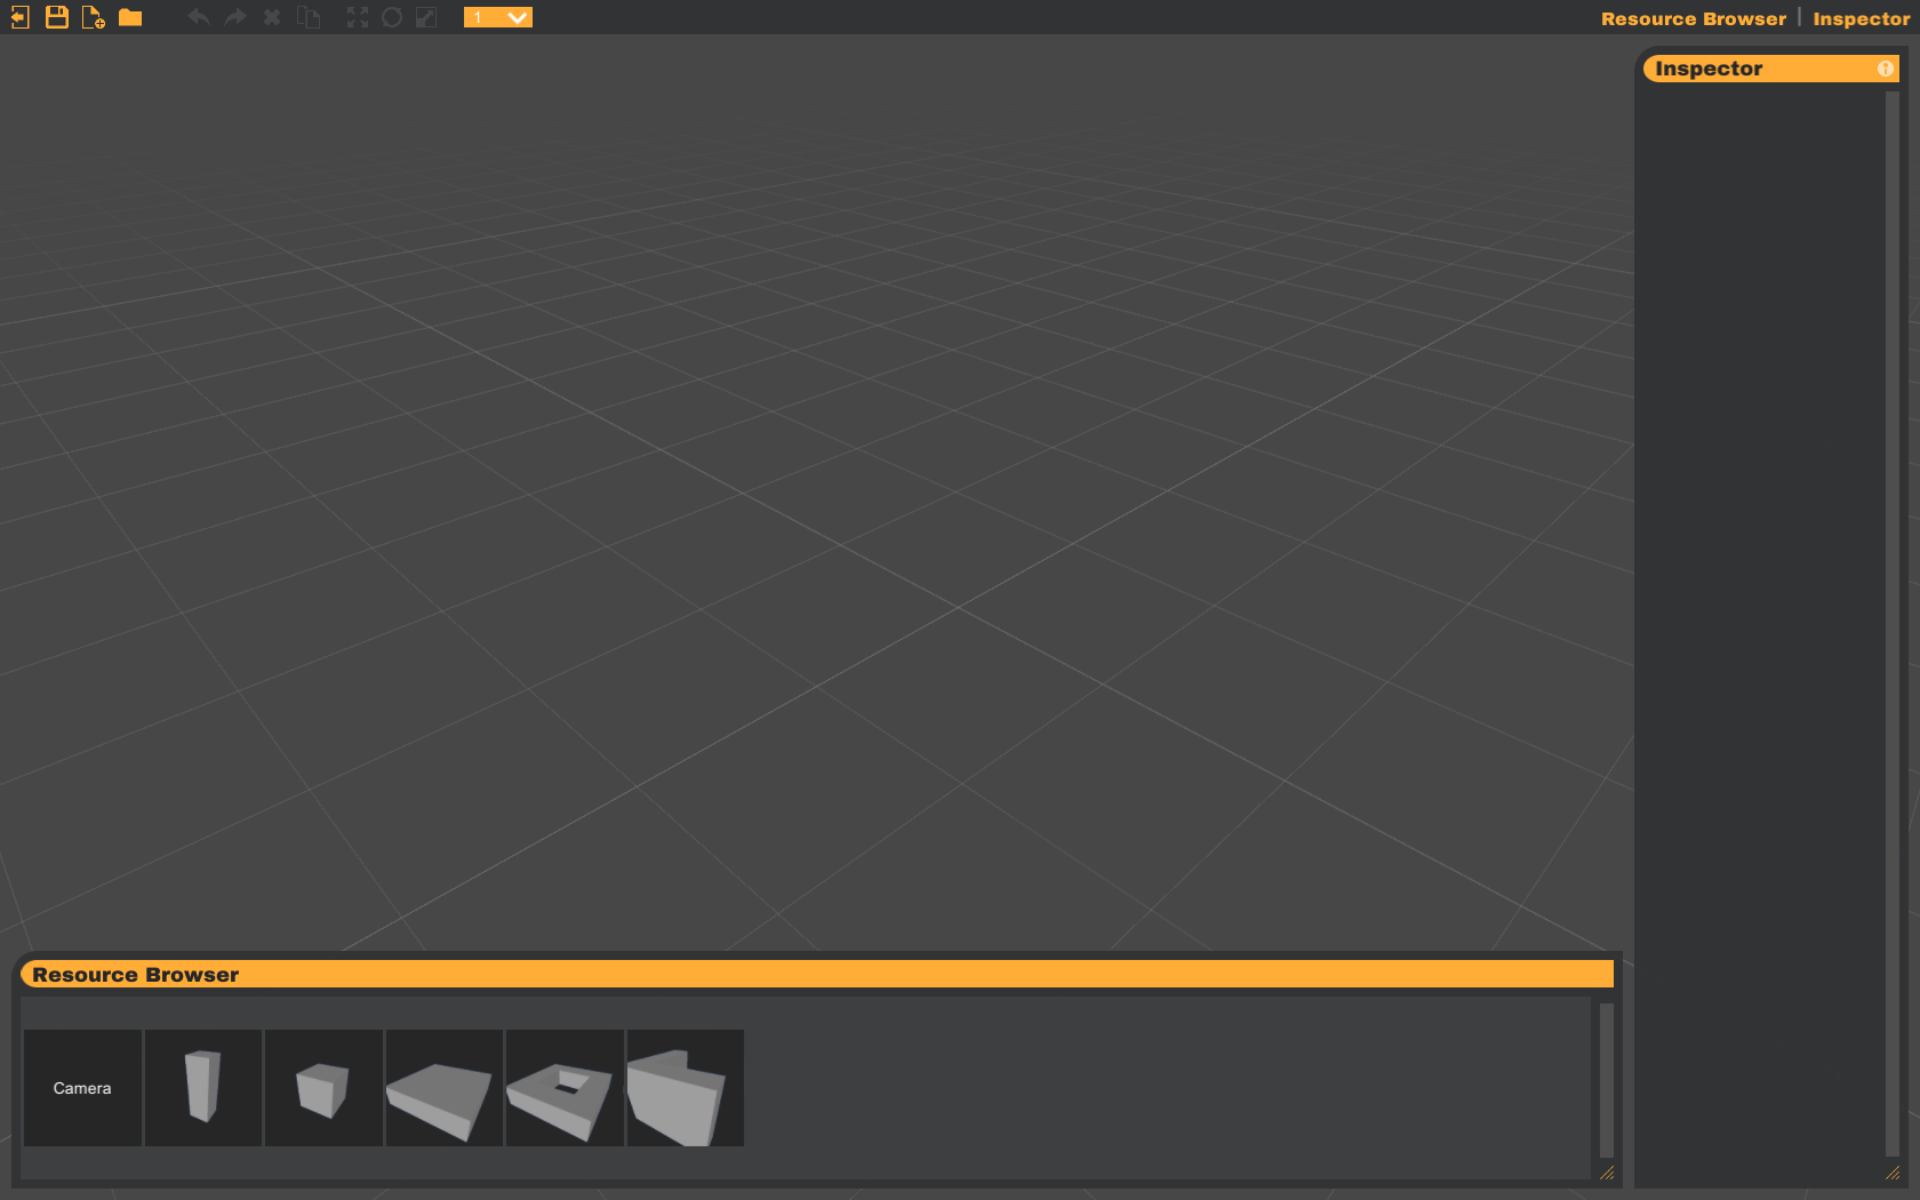 1
Resource Browser | Inspector
Inspector
Resource Browser
Camera